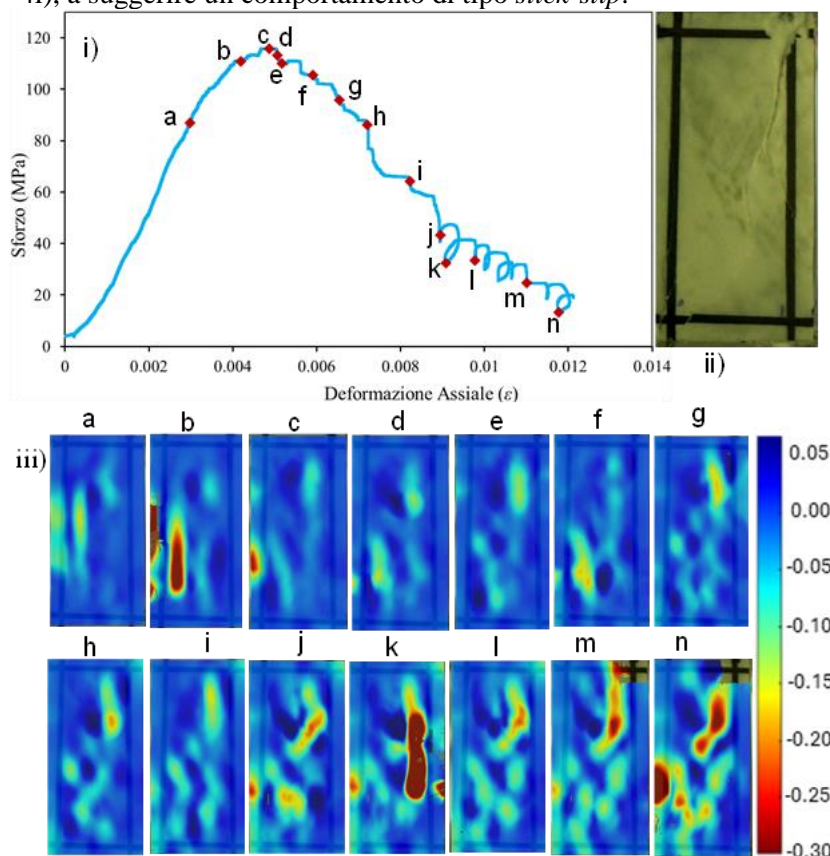 4i), a suggerire un comportamento di tipo stick-slip.
i)
120
100
80
60
40
20
0
Sforzo (MPa)
a
b
c
d
e
f
g
h
i
j
k
l
m
n
0
0.002
0.004
0.006
0.008
0.01
0.012
0.014
Deformazione Assiale (ε)
ii)
iii)
a
b
c
d
e
f
g
h
i
j
k
l
m
n
0.05
0.00
-0.05
-0.10
-0.15
-0.20
-0.25
-0.30